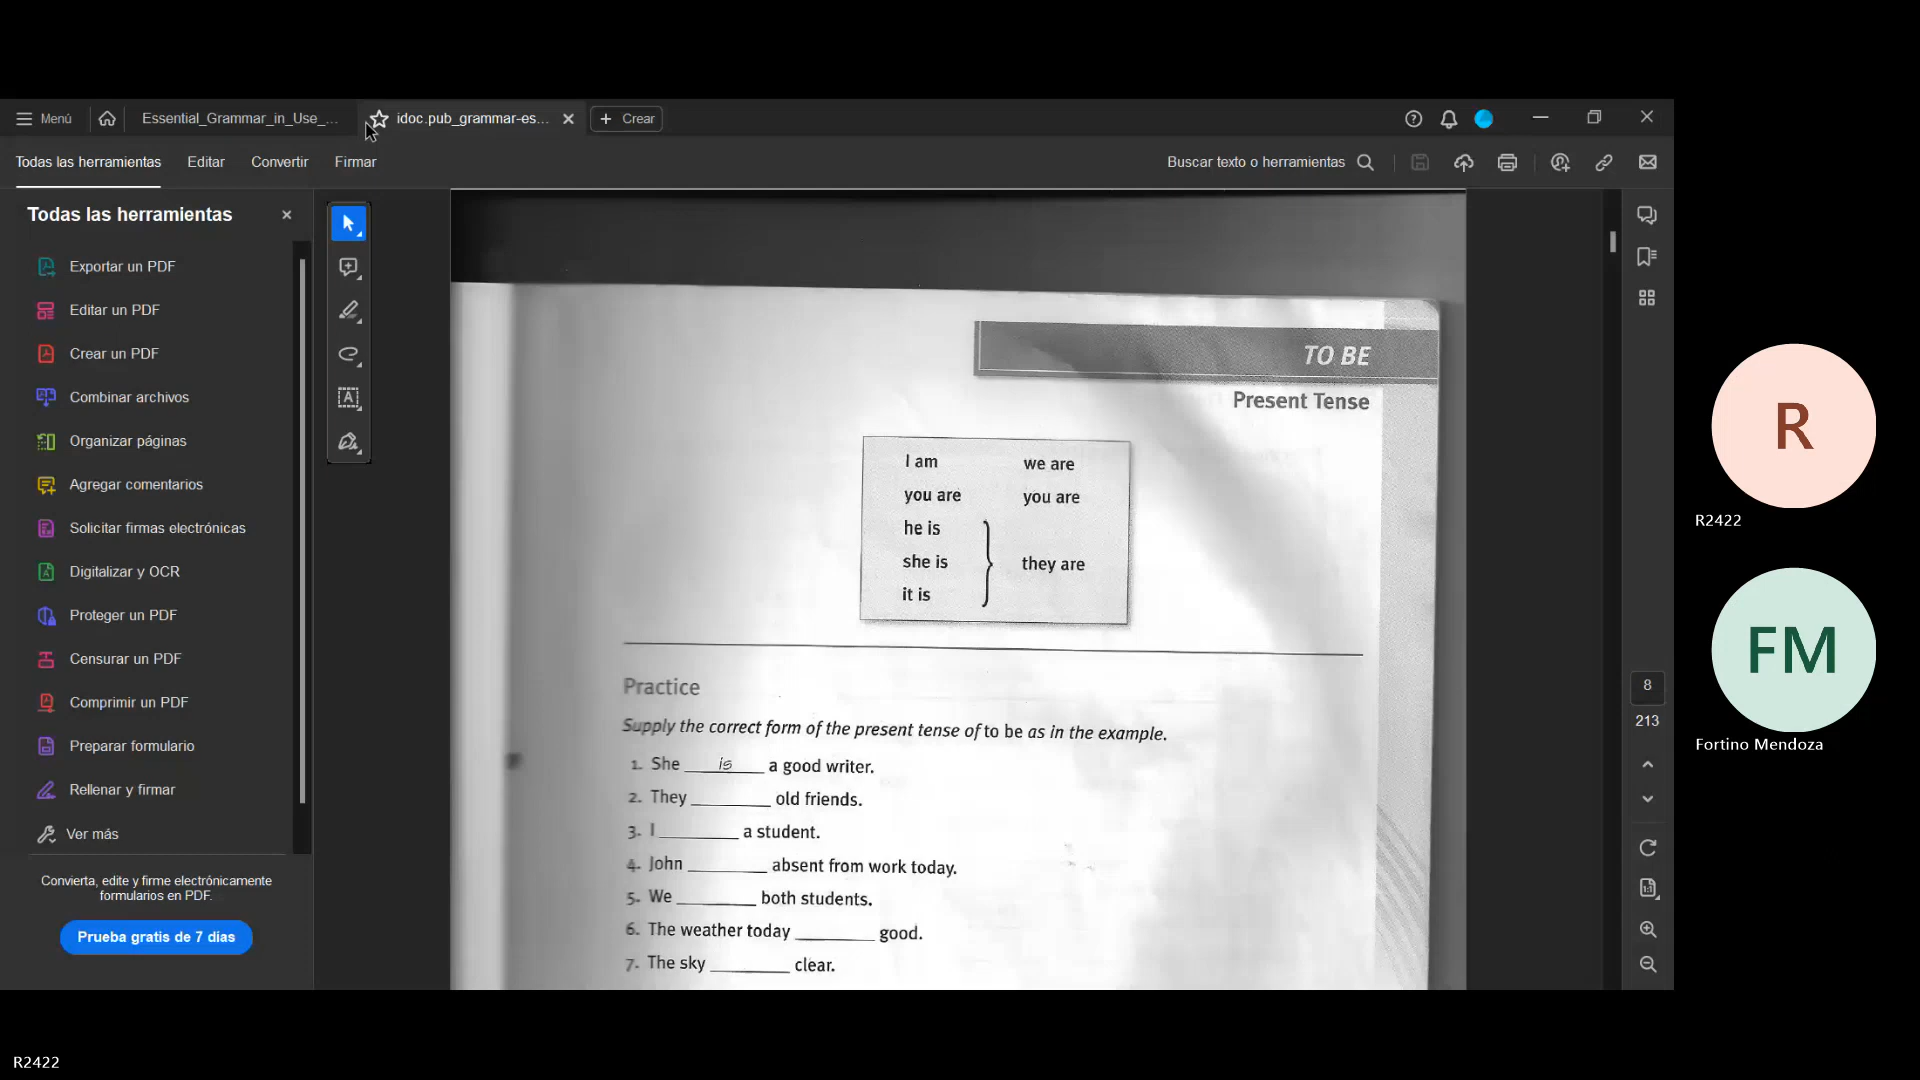 Menú
Essential_Grammar_in_Use_...
idoc.pub_grammar-es...
Crear
Todas las herramientas
Editar
Convertir
Firmar
Buscar texto o herramientas
Todas las herramientas
Exportar un PDF
Editar un PDF
Crear un PDF
Combinar archivos
Organizar páginas
Agregar comentarios
Solicitar firmas electrónicas
Digitalizar y OCR
Proteger un PDF
Censurar un PDF
Comprimir un PDF
Preparar formulario
Rellenar y firmar
Ver más
Convierta, edite y firme electrónicamente
formularios en PDF.
Prueba gratis de 7 días
TO BE
Present Tense
I am we are
you are you are
he is
she is they are
it is
Practice
Supply the correct form of the present tense of to be as in the example.
1. She ___is___ a good writer.
2. They ________ old friends.
3. I ________ a student.
4. John ________ absent from work today.
5. We ________ both students.
6. The weather today ________ good.
7. The sky ________ clear.
8
213
R
R2422
FM
Fortino Mendoza
R2422